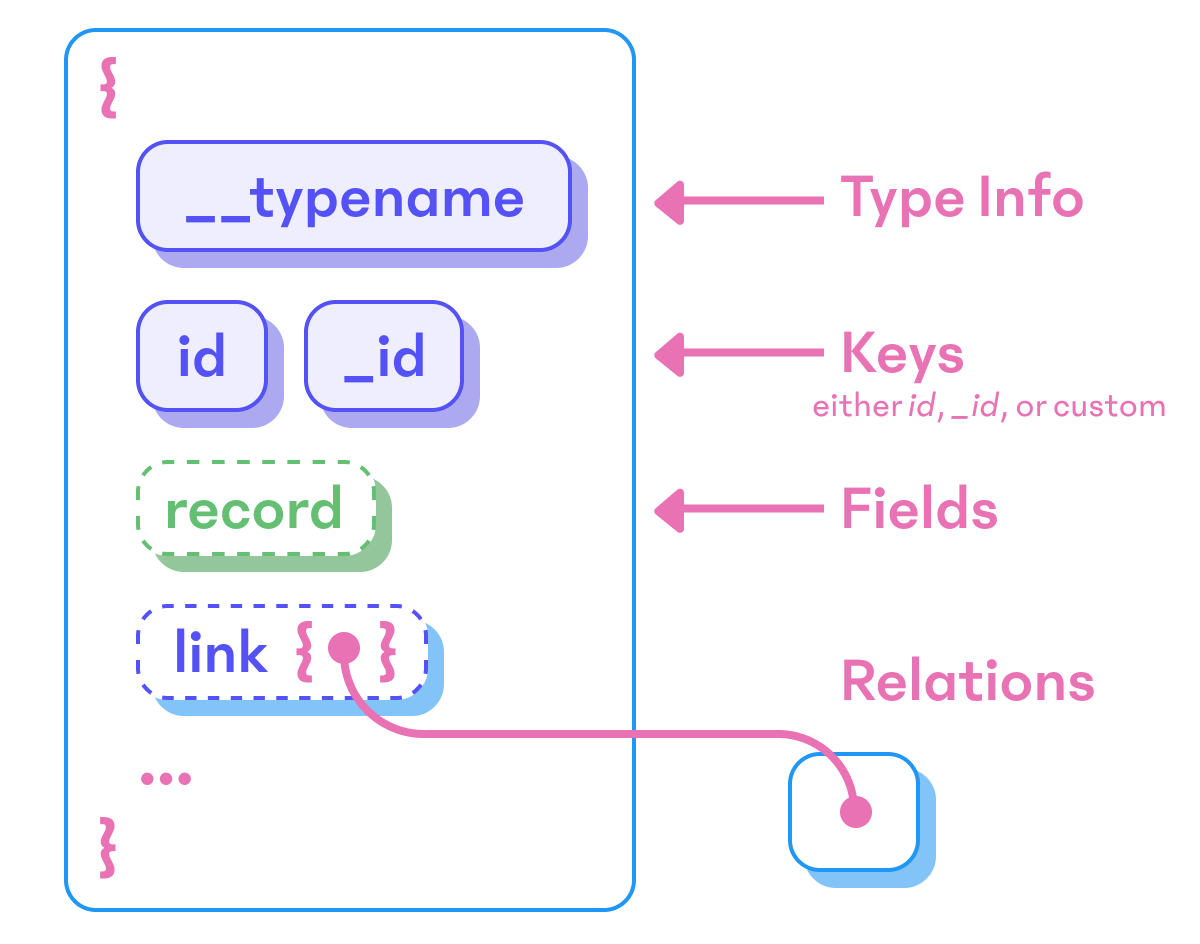 {
__typename
Type Info
id _id
Keys
either id, _id, or custom
record
Fields
link { }
Relations
...
}